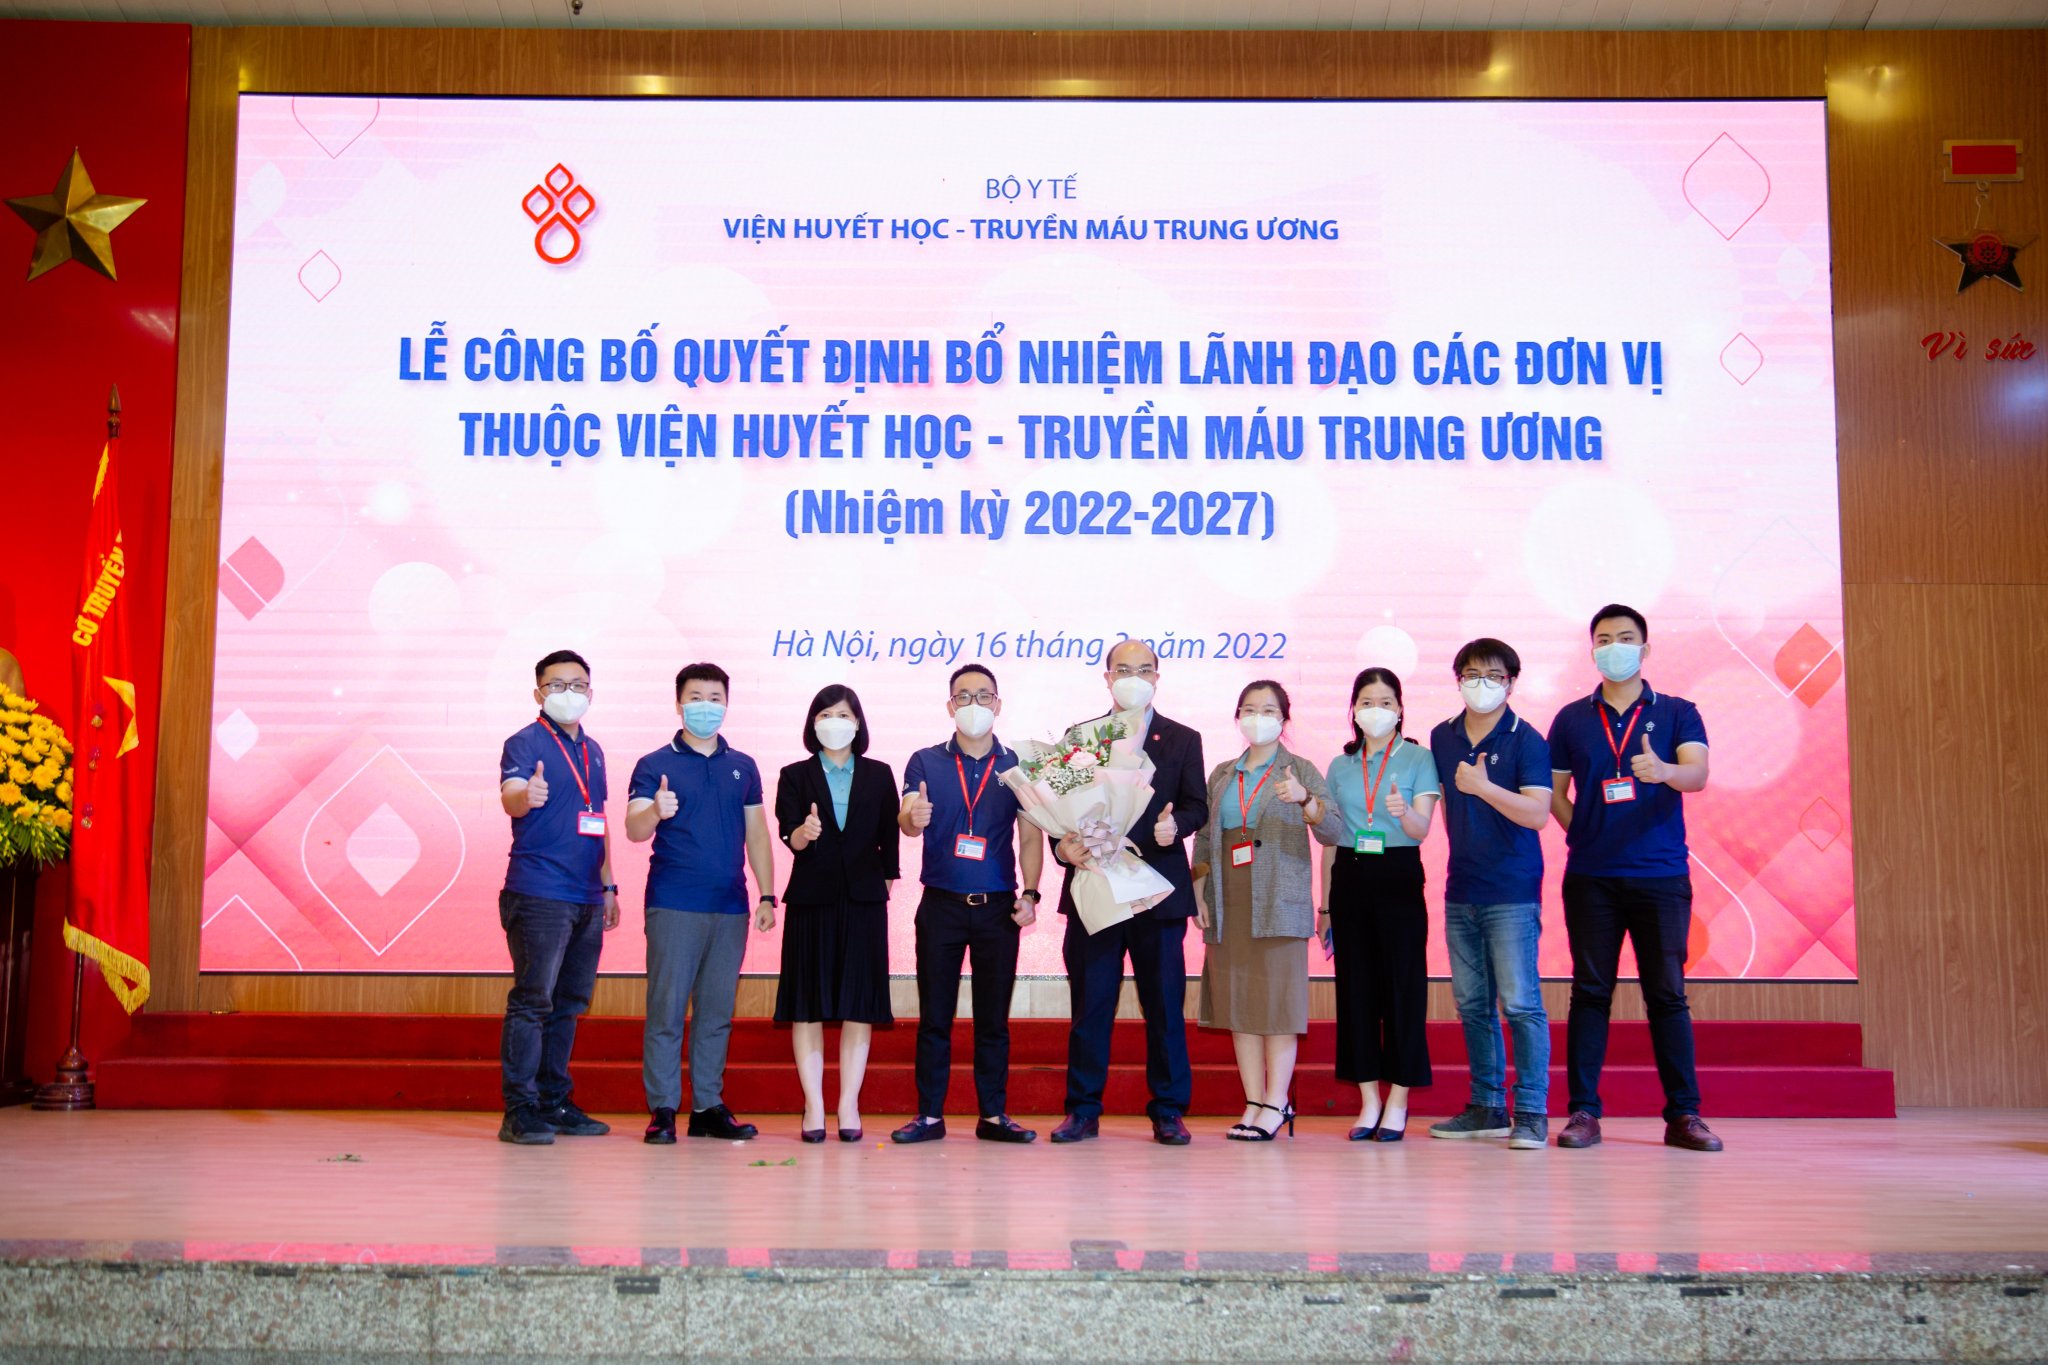 BỘ Y TẾ
VIỆN HUYẾT HỌC - TRUYỀN MÁU TRUNG ƯƠNG
LỄ CÔNG BỐ QUYẾT ĐỊNH BỔ NHIỆM LÃNH ĐẠO CÁC ĐƠN VỊ
THUỘC VIỆN HUYẾT HỌC - TRUYỀN MÁU TRUNG ƯƠNG
(Nhiệm kỳ 2022-2027)
Hà Nội, ngày 16 tháng năm 2022
Vì sức
CỜ TRUYỀN